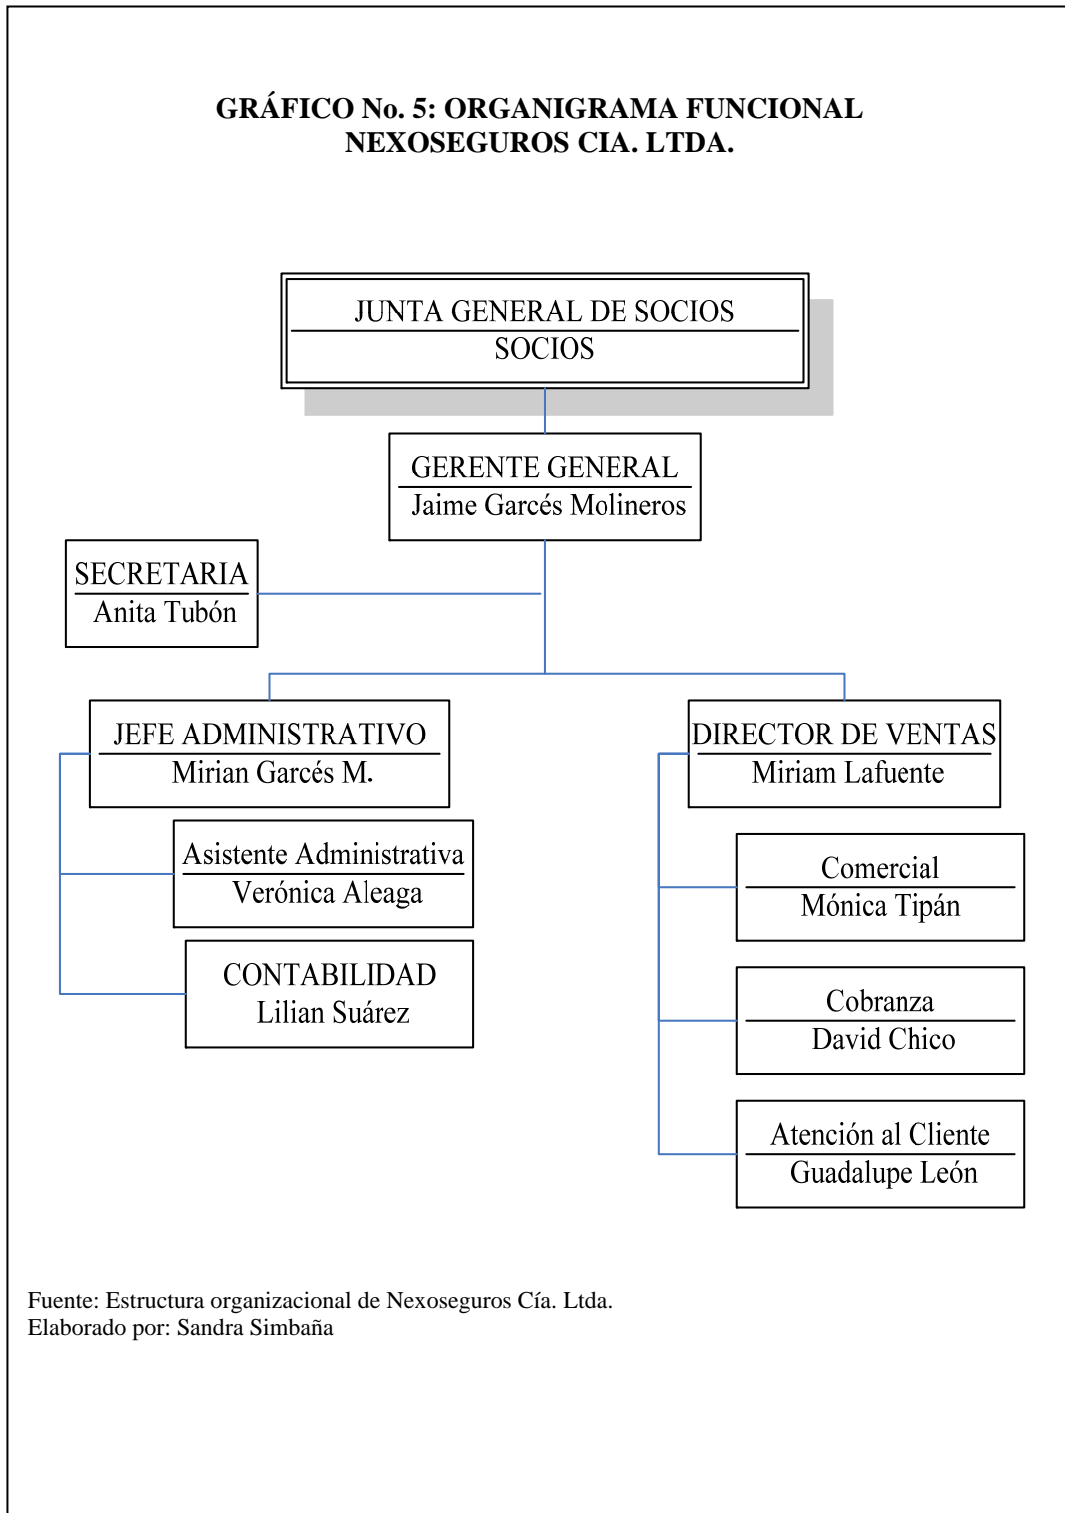 GRÁFICO No. 5: ORGANIGRAMA FUNCIONAL
NEXOSEGUROS CIA. LTDA.
JUNTA GENERAL DE SOCIOS
SOCIOS
GERENTE GENERAL
Jaime Garcés Molineros
SECRETARIA
Anita Tubón
JEFE ADMINISTRATIVO
Mirian Garcés M.
Asistente Administrativa
Verónica Aleaga
CONTABILIDAD
Lilian Suárez
DIRECTOR DE VENTAS
Miriam Lafuente
Comercial
Mónica Tipán
Cobranza
David Chico
Atención al Cliente
Guadalupe León
Fuente: Estructura organizacional de Nexoseguros Cía. Ltda.
Elaborado por: Sandra Simbaña